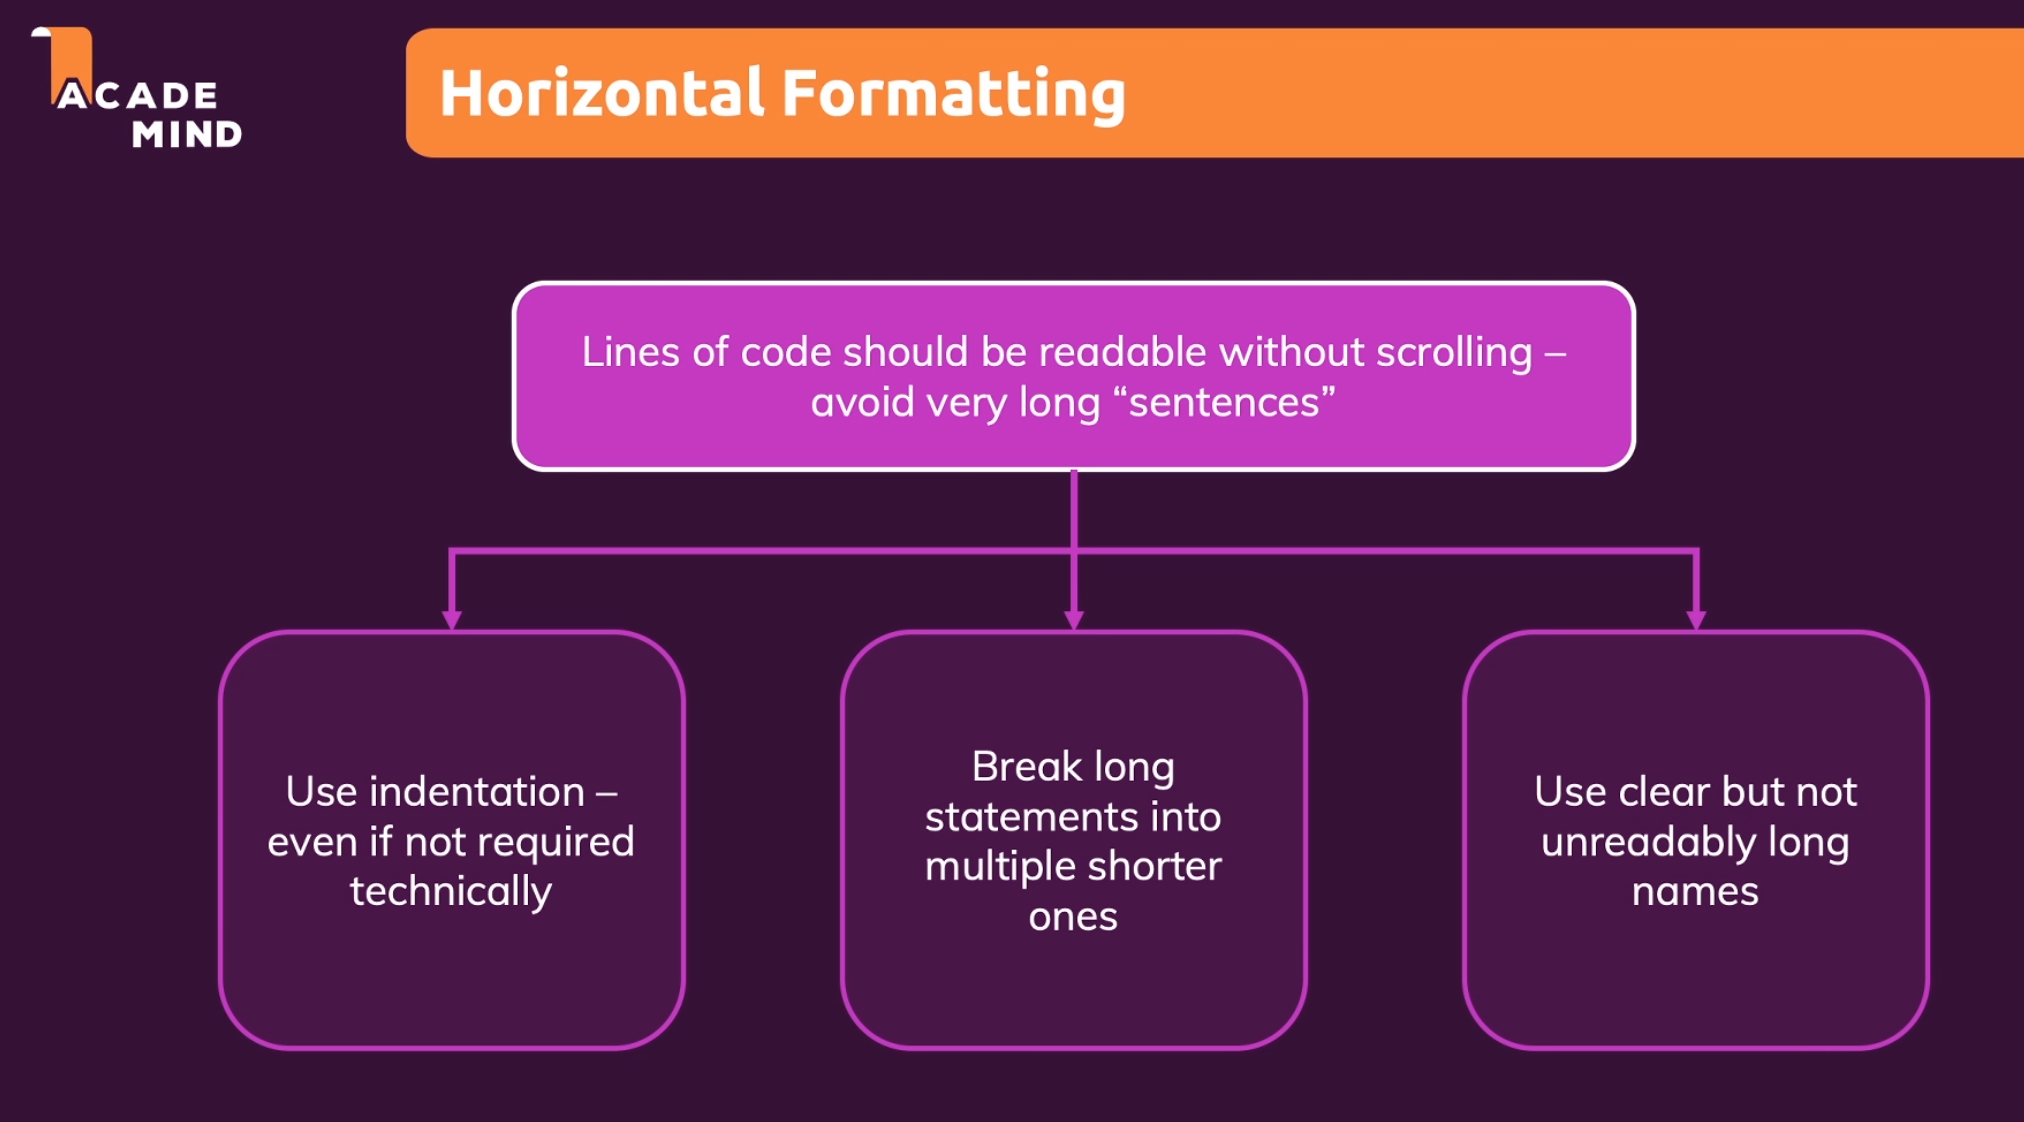 ACADE
MIND
Horizontal Formatting
Lines of code should be readable without scrolling –
avoid very long “sentences”
Use indentation –
even if not required
technically
Break long
statements into
multiple shorter
ones
Use clear but not
unreadably long
names